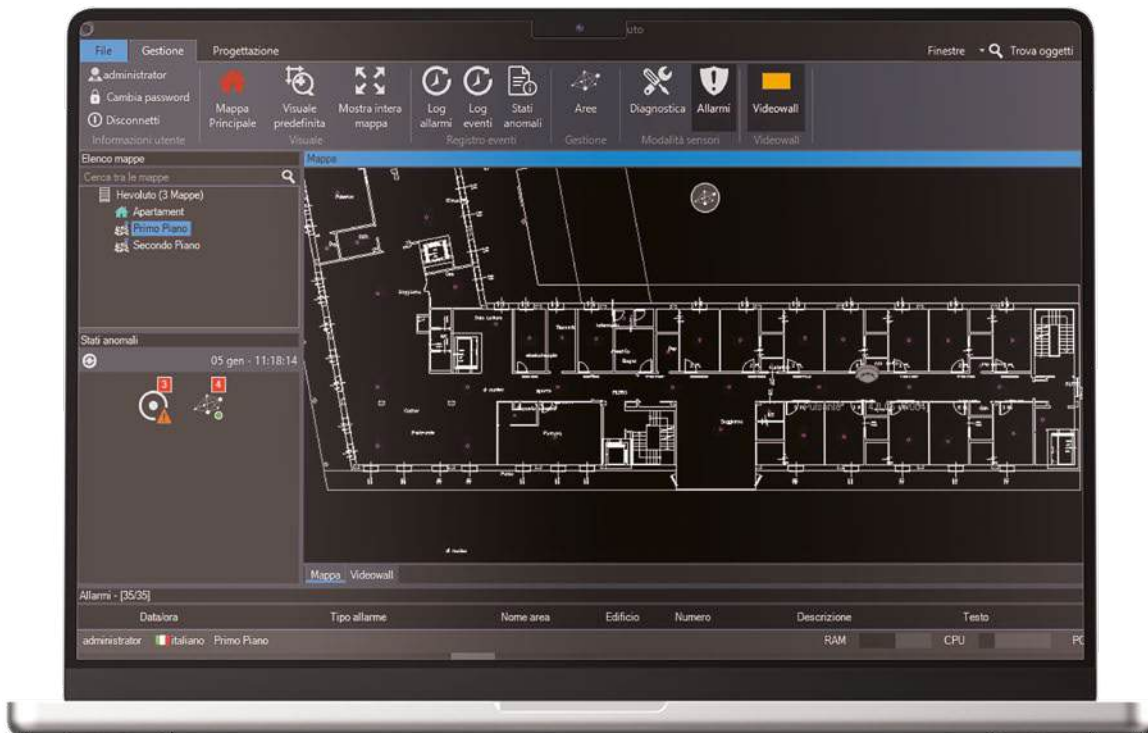 uto
File Gestione Progettazione Finestre Trova oggetti
administrator
Cambia password
Disconnetti
Informazioni utente
Mappa Principale
Visuale predefinita
Mostra intera mappa
Visuale
Log allarmi
Log eventi
Stati anomali
Registro eventi
Aree
Gestione
Diagnostica
Allarmi
Modalità sensori
Videowall
Videowall
Elenco mappe
Cerca tra le mappe
Hevoluto (3 Mappe)
Apartament
Primo Piano
Secondo Piano
Stati anomali
05 gen - 11:18:14
3 4
Mappa
Soggiorno
Bagno
Soggiorno
Mappa Videowall
Allarmi - [35/35]
Data/ora Tipo allarme Nome area Edificio Numero Descrizione Testo
administrator italiano Primo Piano RAM CPU PC